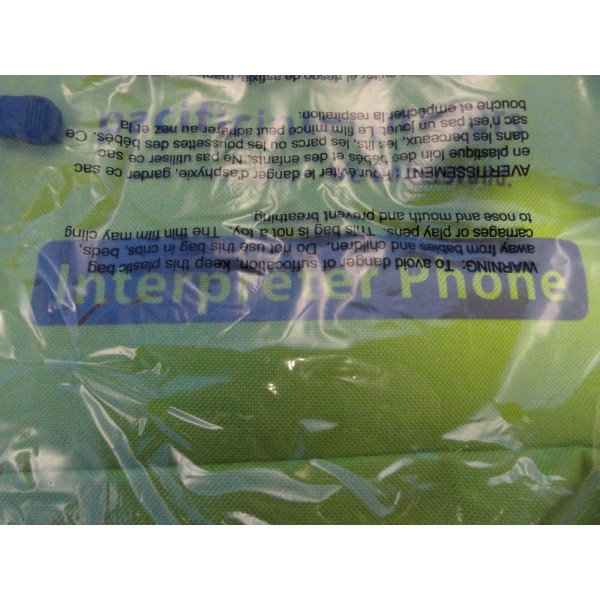 Interpreter Phone
WARNING: To avoid danger of suffocation, keep this plastic bag
away from babies and children. Do not use this bag in cribs, beds,
carriages or play pens. This bag is not a toy. The thin film may cling
to nose and mouth and prevent breathing
AVERTISSEMENT : Pour éviter le danger d'asphyxie, garder ce sac
en plastique loin des bébés et des enfants. Ne pas utiliser ce sac
dans les berceaux, les lits, les parcs ou les poussettes des bébés. Ce
sac n'est pas un jouet. Le film mince peut adhérer au nez et la
bouche et empêcher la respiration.
el riesgo de asfixia,